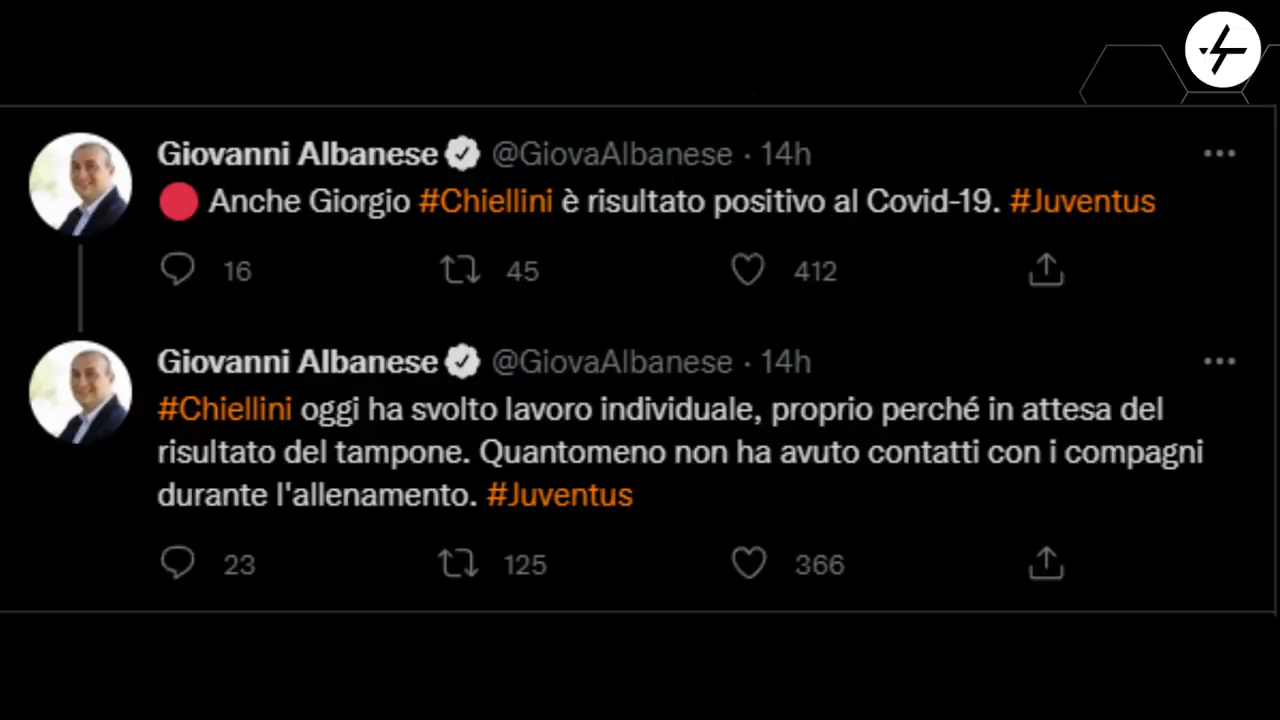 Giovanni Albanese @GiovaAlbanese · 14h
🔴 Anche Giorgio #Chiellini è risultato positivo al Covid-19. #Juventus
16 45 412
Giovanni Albanese @GiovaAlbanese · 14h
#Chiellini oggi ha svolto lavoro individuale, proprio perché in attesa del
risultato del tampone. Quantomeno non ha avuto contatti con i compagni
durante l'allenamento. #Juventus
23 125 366